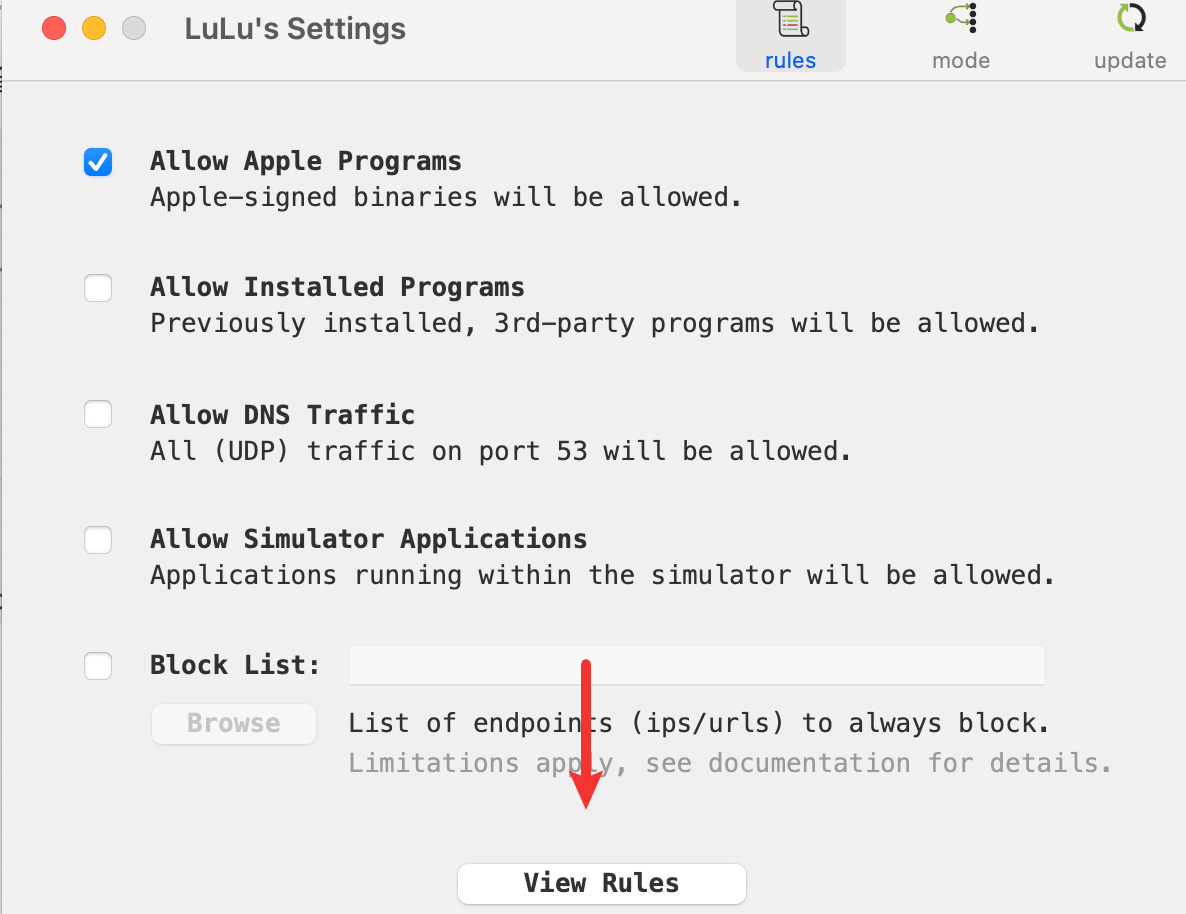 LuLu's Settings
rules
mode
update
Allow Apple Programs
Apple-signed binaries will be allowed.
Allow Installed Programs
Previously installed, 3rd-party programs will be allowed.
Allow DNS Traffic
All (UDP) traffic on port 53 will be allowed.
Allow Simulator Applications
Applications running within the simulator will be allowed.
Block List:
Browse
List of endpoints (ips/urls) to always block.
Limitations apply, see documentation for details.
View Rules